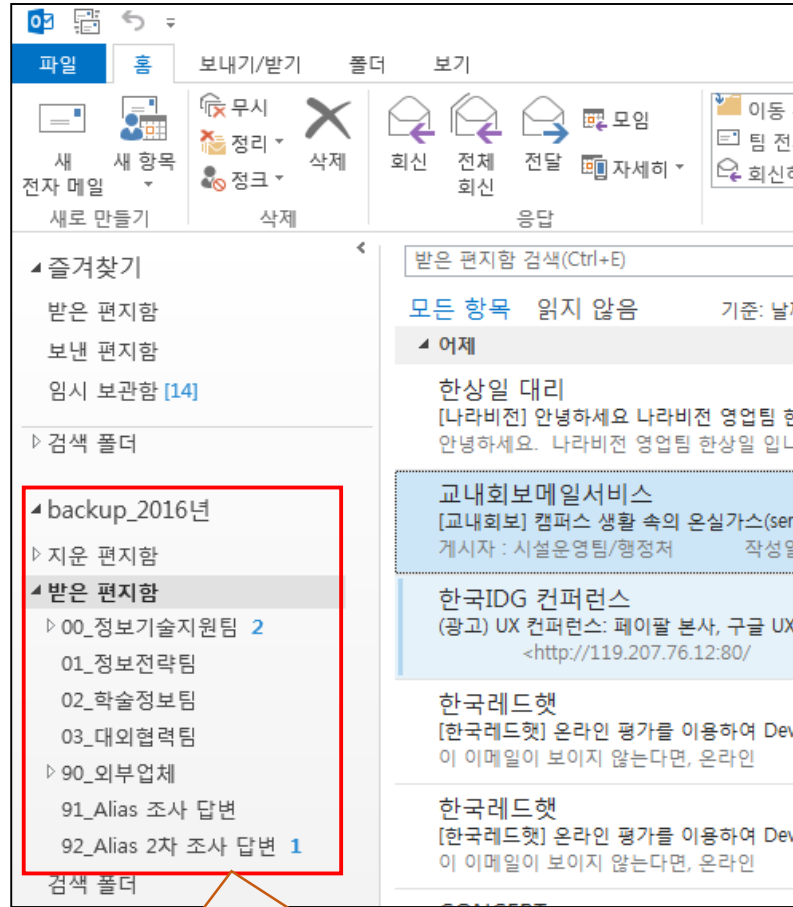 파일 홈 보내기/받기 폴더 보기
새 전자 메일
새 항목
무시
정리
정크
삭제
회신
전체 회신
전달
모임
자세히
이동
팀 전
회신
새로 만들기 삭제 응답
즐겨찾기
받은 편지함
보낸 편지함
임시 보관함 [14]
검색 폴더
backup_2016년
지운 편지함
받은 편지함
00_정보기술지원팀 2
01_정보전략팀
02_학술정보팀
03_대외협력팀
90_외부업체
91_Alias 조사 답변
92_Alias 2차 조사 답변 1
검색 폴더
받은 편지함 검색(Ctrl+E)
모든 항목 읽지 않음 기준:
어제
한상일 대리
[나라비전] 안녕하세요 나라비전 영업팀
안녕하세요. 나라비전 영업팀 한상일
교내회보메일서비스
[교내회보] 캠퍼스 생활 속의 온실가스(ser
게시자 : 시설운영팀/행정처 작성일
한국IDG 컨퍼런스
(광고) UX 컨퍼런스: 페이팔 본사, 구글 UX
<http://119.207.76.12:80/
한국레드햇
[한국레드햇] 온라인 평가를 이용하여 Dev
이 이메일이 보이지 않는다면, 온라인
한국레드햇
[한국레드햇] 온라인 평가를 이용하여 Dev
이 이메일이 보이지 않는다면, 온라인